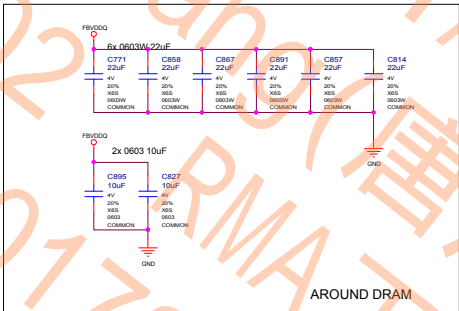 FBVDDQ
6x 0603W 22uF
C771 C858 C867 C891 C857 C814
22uF 22uF 22uF 22uF 22uF 22uF
4V 4V 4V 4V 4V 4V
20% 20% 20% 20% 20% 20%
X6S X6S X6S X6S X6S X6S
0603W 0603W 0603W 0603W 0603W 0603W
COMMON COMMON COMMON COMMON COMMON COMMON
GND
FBVDDQ
2x 0603 10uF
C895 C827
10uF 10uF
4V 4V
20% 20%
X6S X6S
0603 0603
COMMON COMMON
GND
AROUND DRAM
RMA